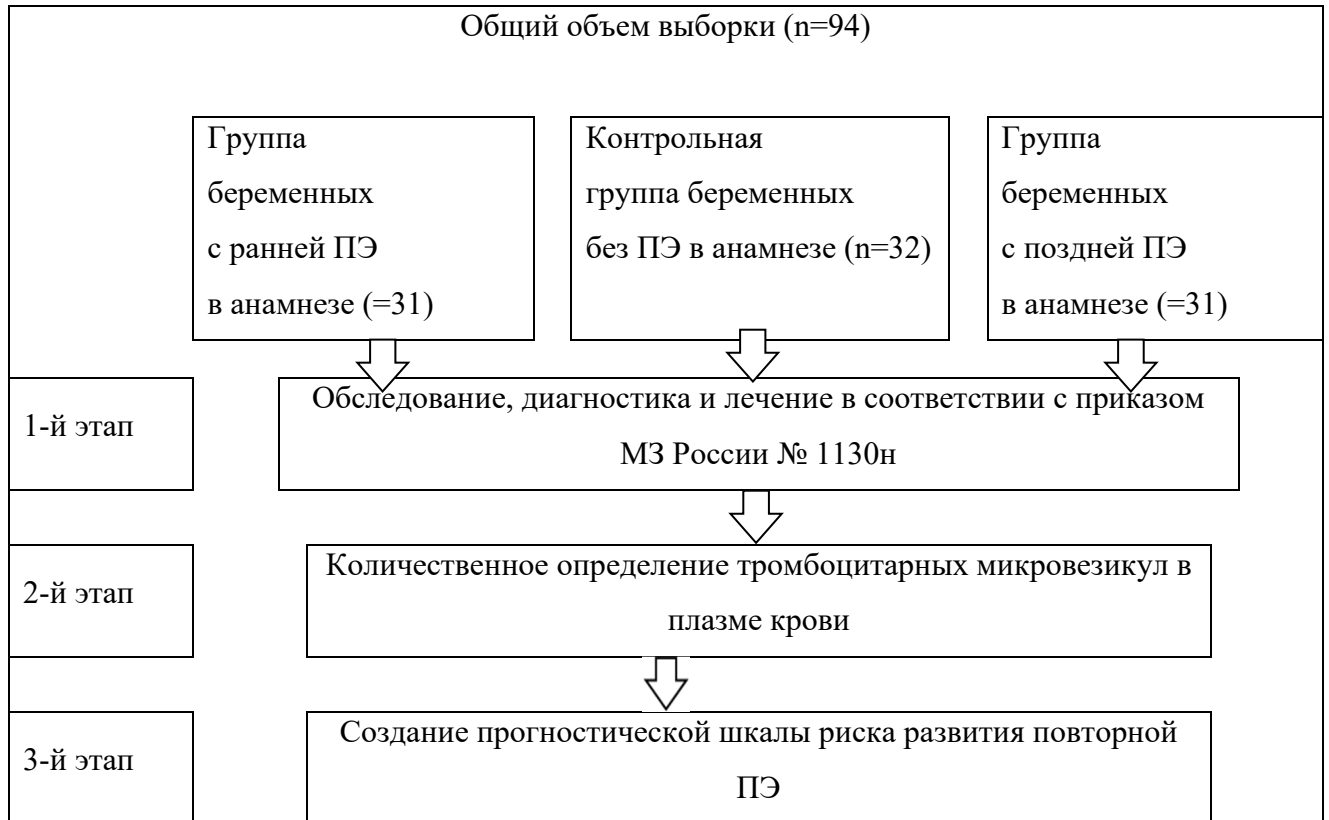 Общий объем выборки (n=94)
Группа
беременных
с ранней ПЭ
в анамнезе (=31)
Контрольная
группа беременных
без ПЭ в анамнезе (n=32)
Группа
беременных
с поздней ПЭ
в анамнезе (=31)
1-й этап
Обследование, диагностика и лечение в соответствии с приказом
МЗ России № 1130н
2-й этап
Количественное определение тромбоцитарных микровезикул в
плазме крови
3-й этап
Создание прогностической шкалы риска развития повторной
ПЭ